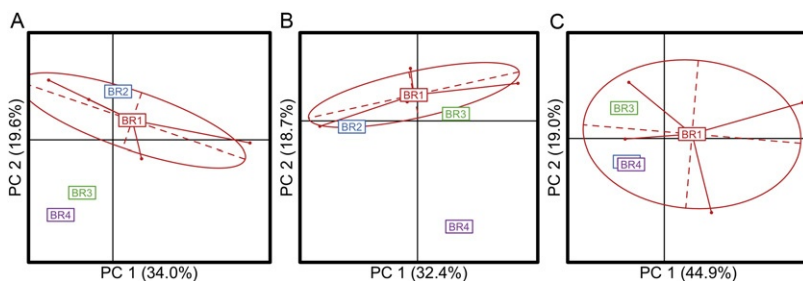 A
PC 2 (19.6%)
BR2
BR1
BR3
BR4
PC 1 (34.0%)
B
PC 2 (18.7%)
BR1
BR3
BR2
BR4
PC 1 (32.4%)
C
PC 2 (19.0%)
BR3
BR1
BR4
PC 1 (44.9%)